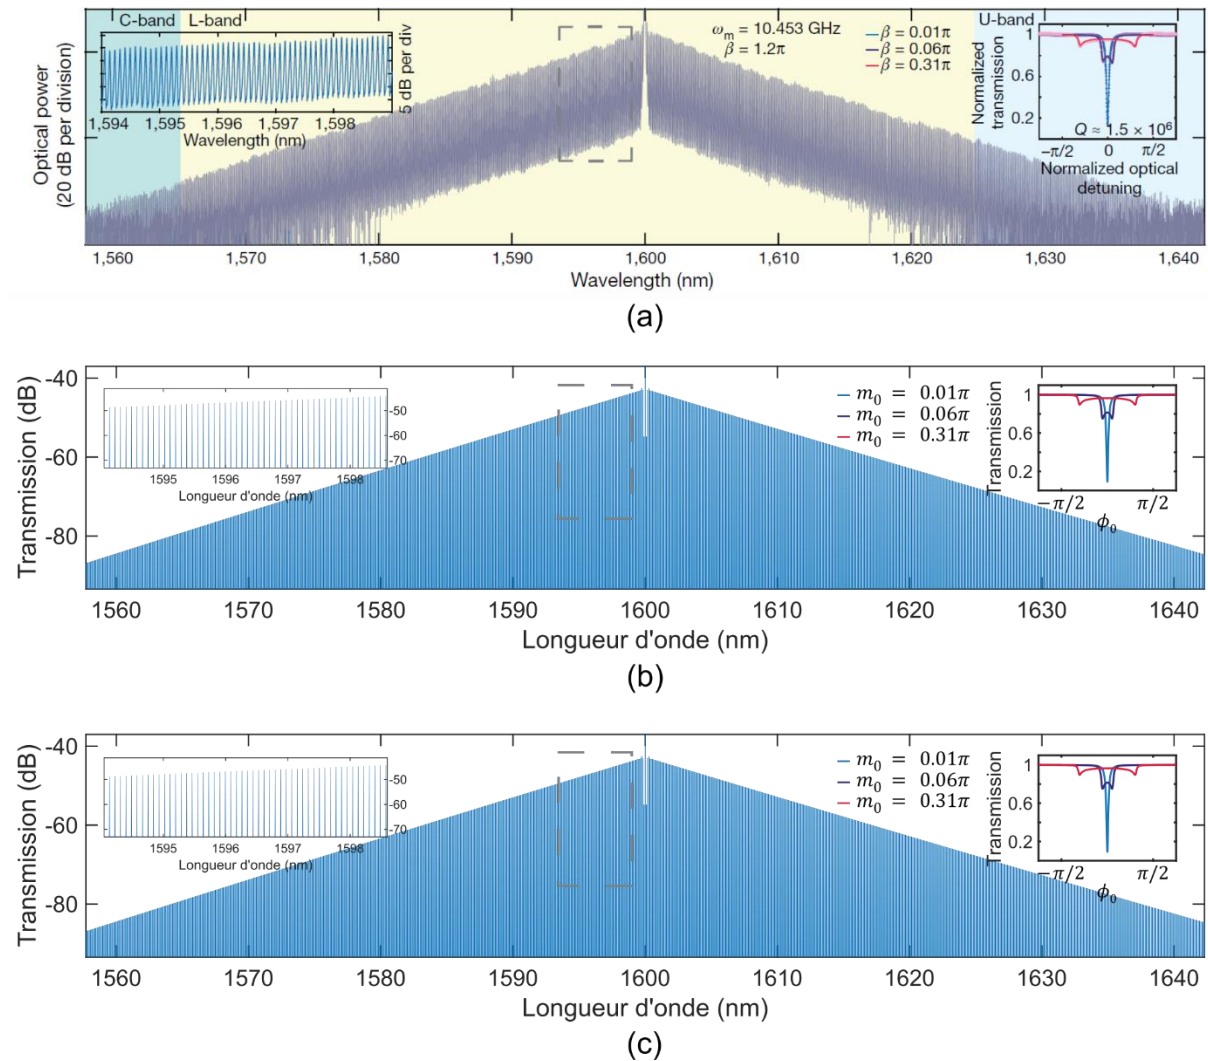 C-band
L-band
U-band
ωm = 10.453 GHz
β = 1.2π
β = 0.01π
β = 0.06π
β = 0.31π
5 dB per div
1,594 1,595 1,596 1,597 1,598
Wavelength (nm)
Normalized
transmission
1
0.6
0.2
Q ≈ 1.5 × 10⁶
−π/2 0 π/2
Normalized optical
detuning
Optical power
(20 dB per division)
1,560 1,570 1,580 1,590 1,600 1,610 1,620 1,630 1,640
Wavelength (nm)
(a)
Transmission (dB)
-40
-60
-80
-50
-60
-70
1595 1596 1597 1598
Longueur d'onde (nm)
m₀ = 0.01π
m₀ = 0.06π
m₀ = 0.31π
Transmission
1
0.6
0.2
−π/2 π/2
ϕ₀
1560 1570 1580 1590 1600 1610 1620 1630 1640
Longueur d'onde (nm)
(b)
Transmission (dB)
-40
-60
-80
-50
-60
-70
1595 1596 1597 1598
Longueur d'onde (nm)
m₀ = 0.01π
m₀ = 0.06π
m₀ = 0.31π
Transmission
1
0.6
0.2
−π/2 π/2
ϕ₀
1560 1570 1580 1590 1600 1610 1620 1630 1640
Longueur d'onde (nm)
(c)